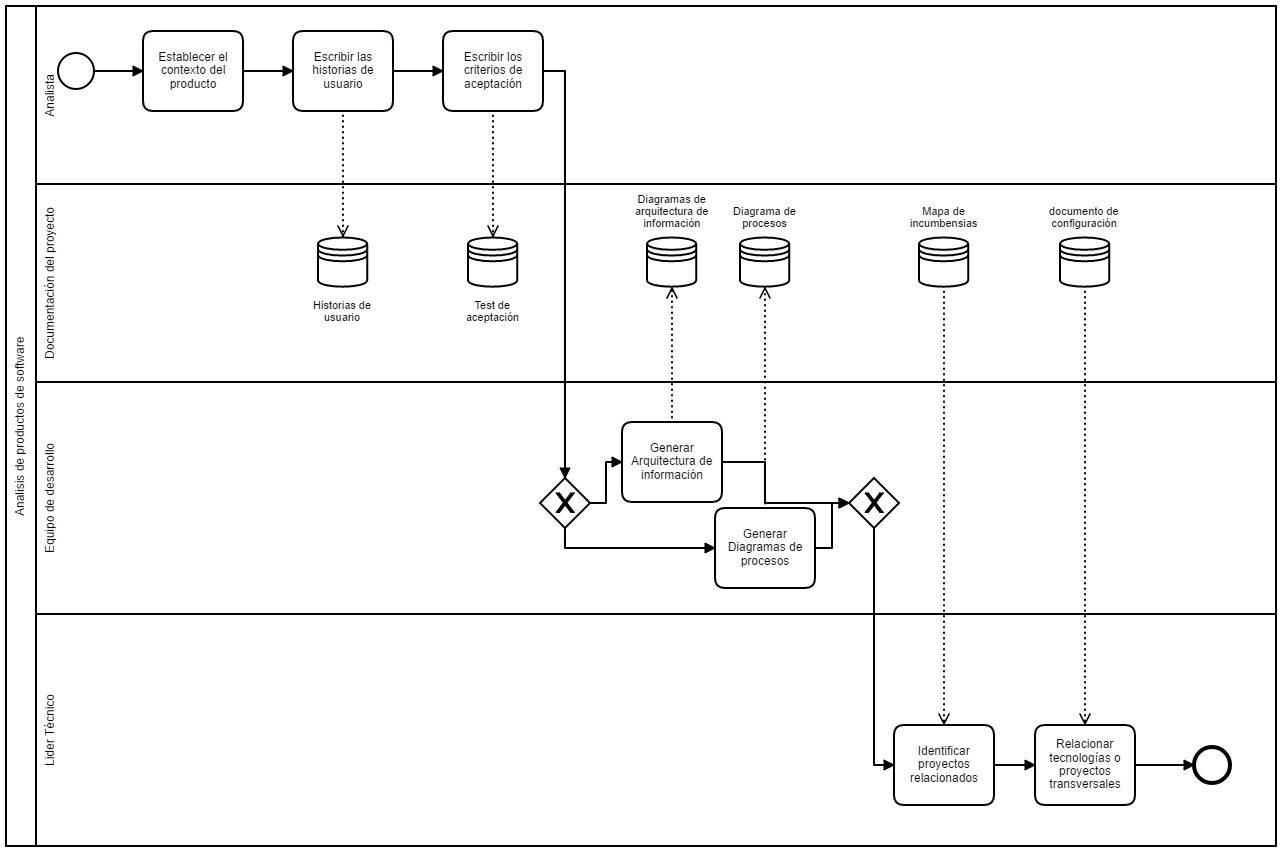 Analisis de productos de software
Analista
Establecer el
contexto del
producto
Escribir las
historias de
usuario
Escribir los
criterios de
aceptación
Documentación del proyecto
Historias de
usuario
Test de
aceptación
Diagramas de
arquitectura de
información
Diagrama de
procesos
Mapa de
incumbensias
documento de
configuración
Equipo de desarrollo
X
Generar
Arquitectura de
información
Generar
Diagramas de
procesos
X
Lider Técnico
Identificar
proyectos
relacionados
Relacionar
tecnologías o
proyectos
transversales